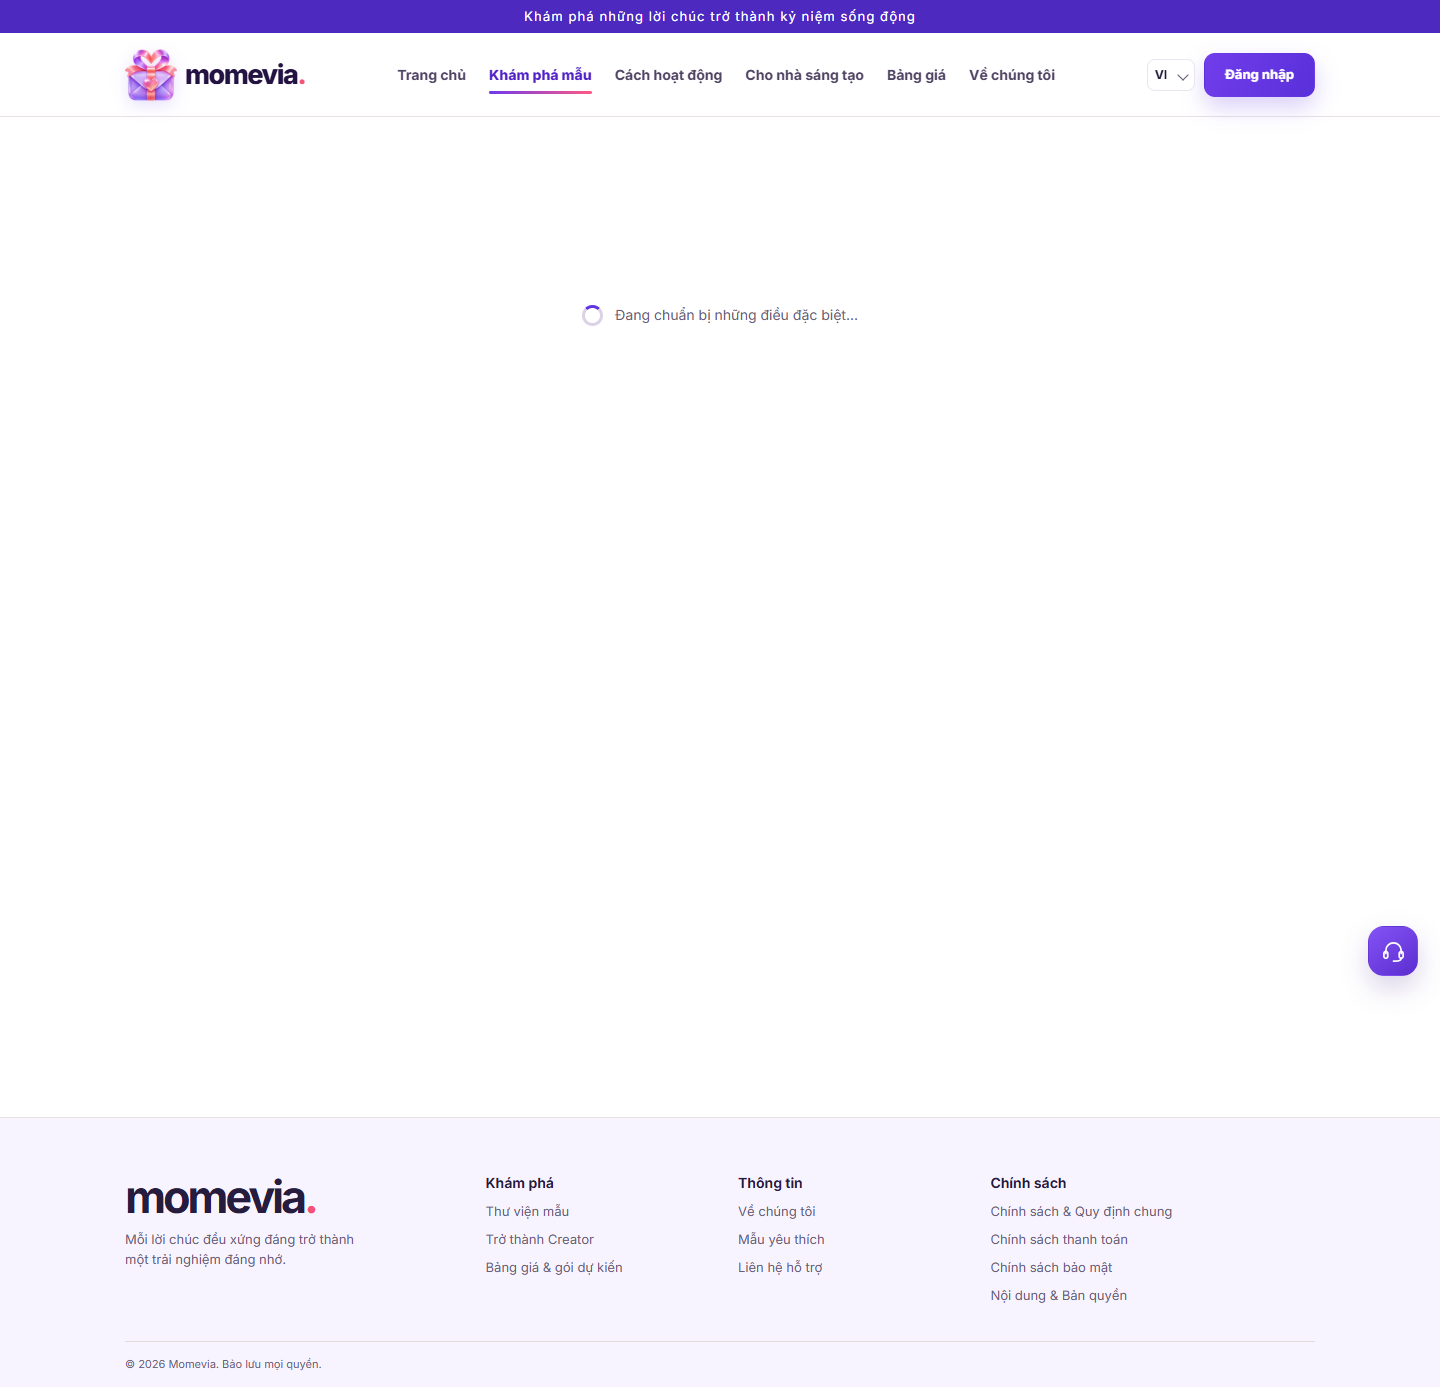 Khám phá những lời chúc trở thành kỷ niệm sống động
momevia.
Trang chủ
Khám phá mẫu
Cách hoạt động
Cho nhà sáng tạo
Bảng giá
Về chúng tôi
VI
Đăng nhập
Đang chuẩn bị những điều đặc biệt...
momevia.
Mỗi lời chúc đều xứng đáng trở thành
một trải nghiệm đáng nhớ.
Khám phá
Thư viện mẫu
Trở thành Creator
Bảng giá & gói dự kiến
Thông tin
Về chúng tôi
Mẫu yêu thích
Liên hệ hỗ trợ
Chính sách
Chính sách & Quy định chung
Chính sách thanh toán
Chính sách bảo mật
Nội dung & Bản quyền
© 2026 Momevia. Bảo lưu mọi quyền.